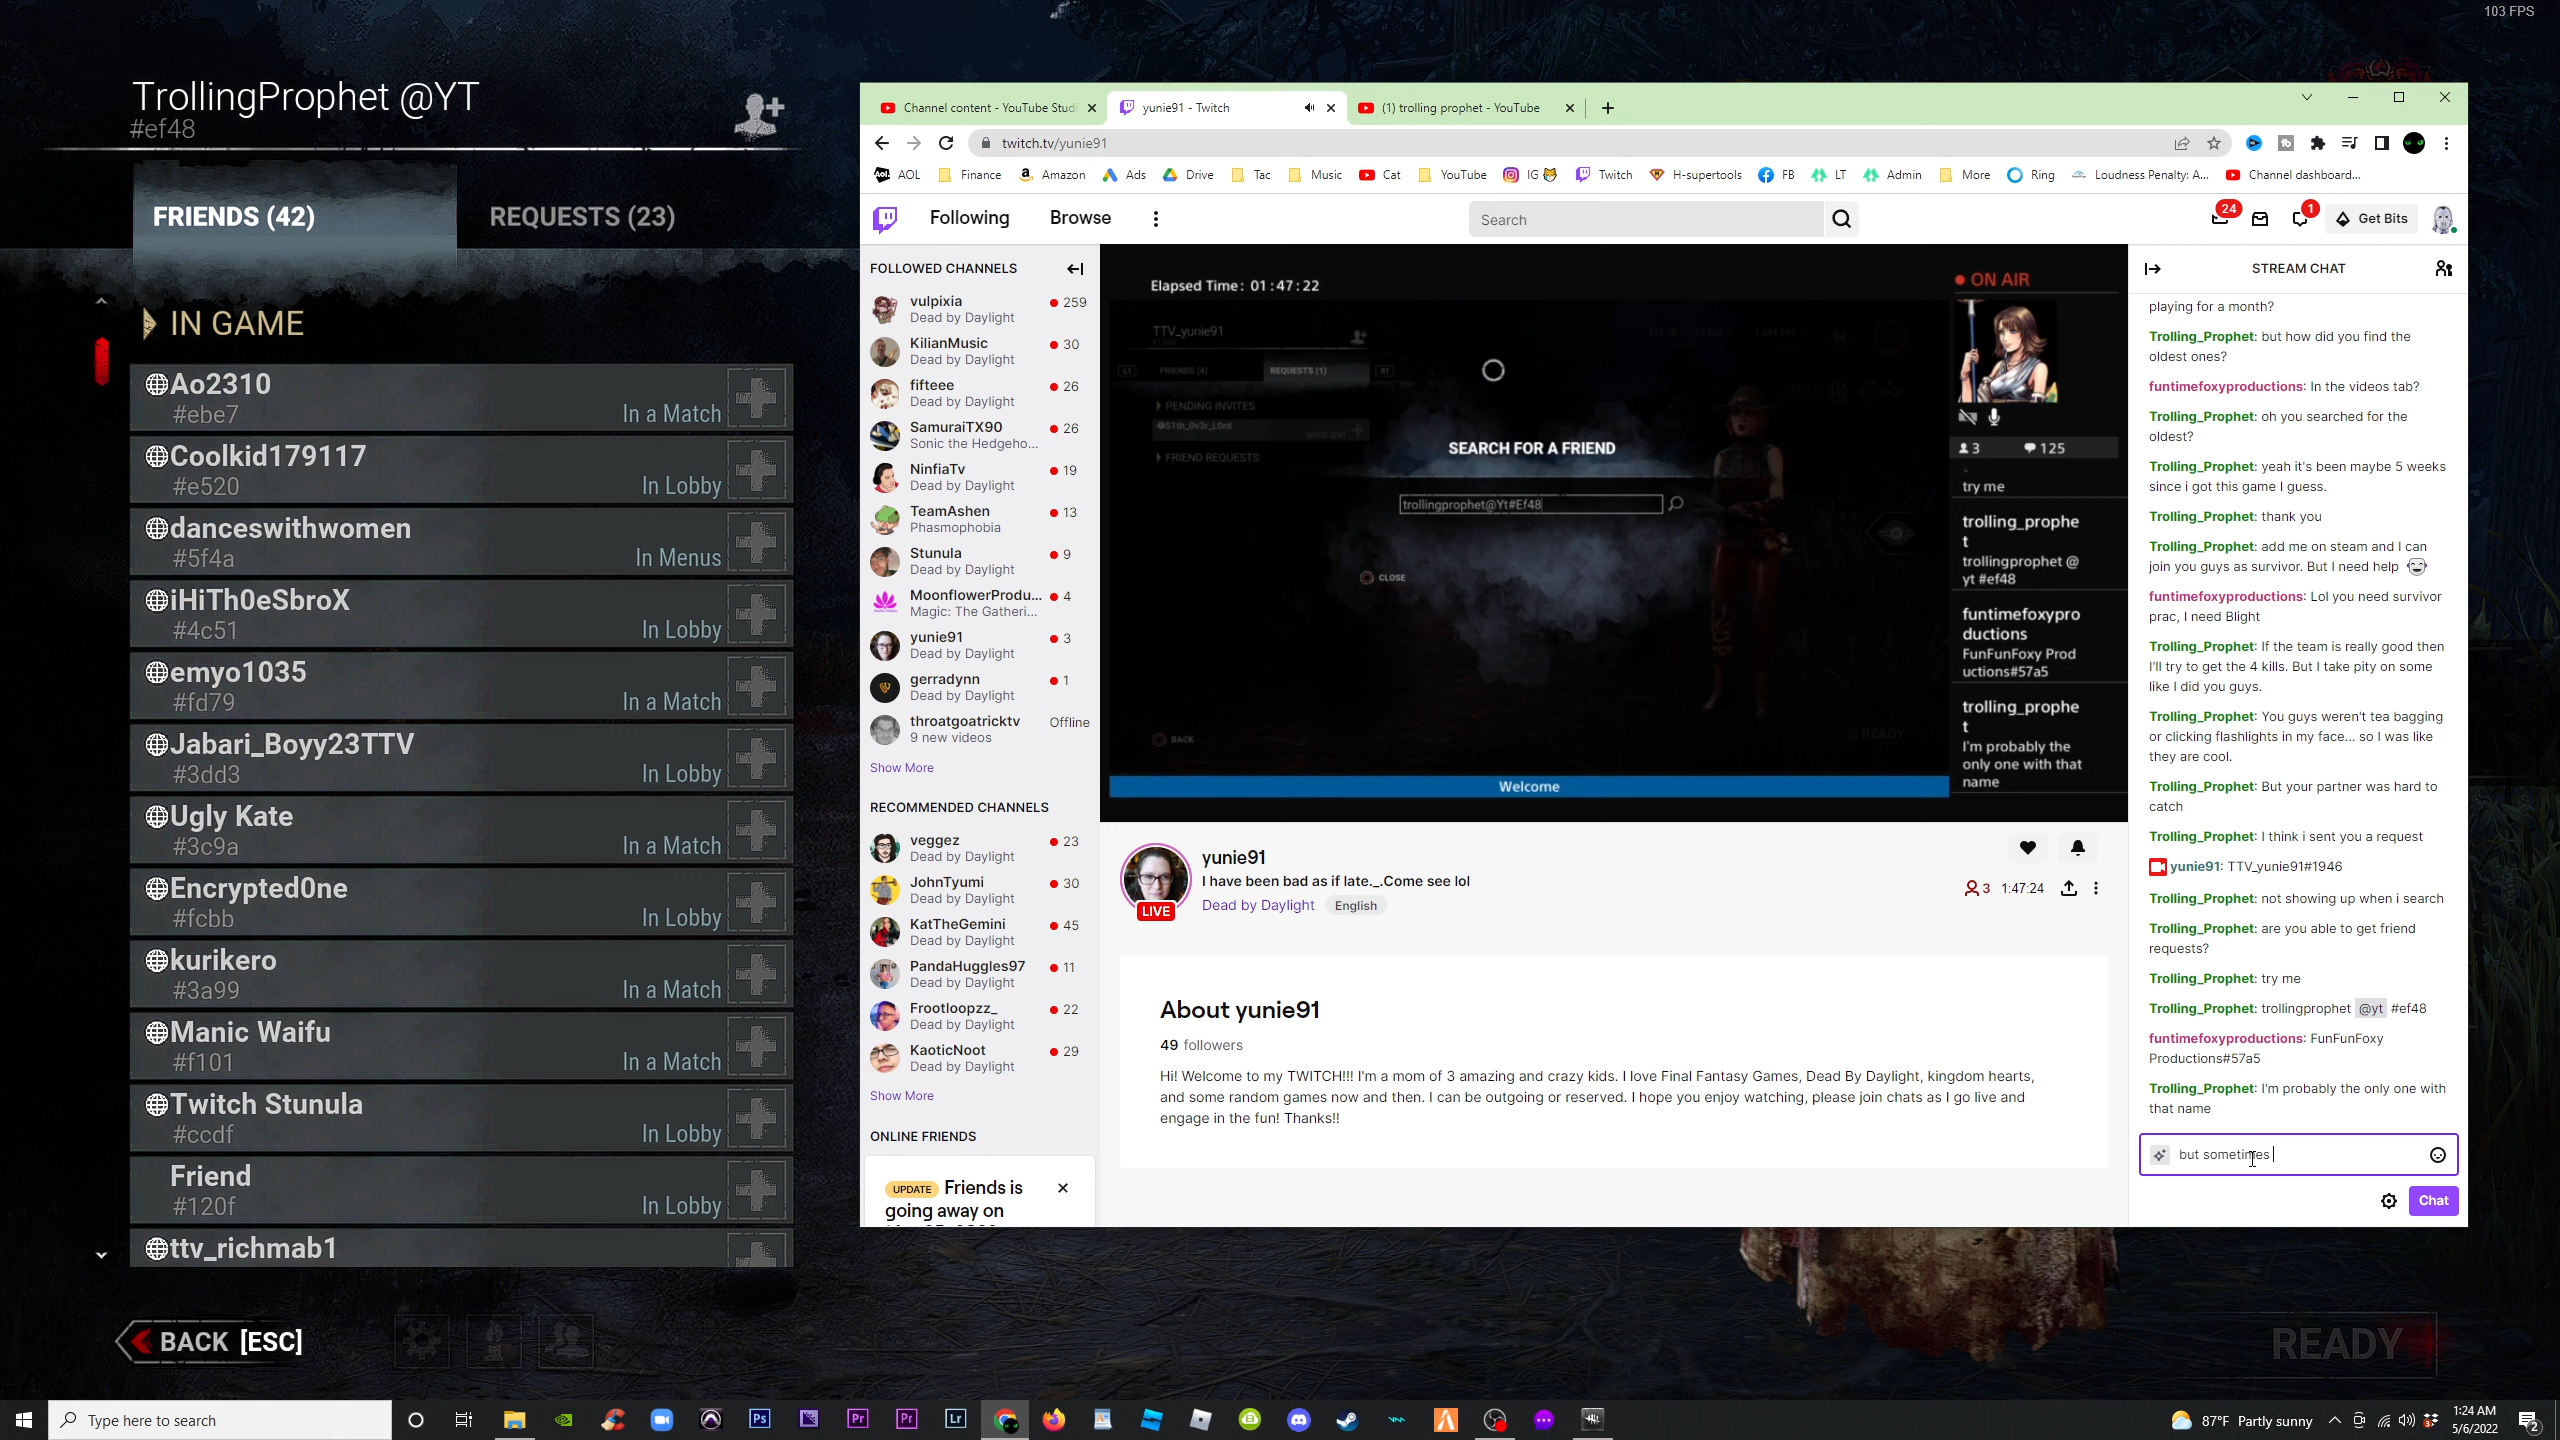 103 FPS
TrollingProphet @YT
#ef48
FRIENDS (42)
REQUESTS (23)
IN GAME
Ao2310
#ebe7
In a Match
Coolkid179117
#e520
In Lobby
danceswithwomen
#5f4a
In Menus
iHiTh0eSbroX
#4c51
In Lobby
emyo1035
#fd79
In a Match
Jabari_Boyy23TTV
#3dd3
In Lobby
Ugly Kate
#3c9a
In a Match
Encrypted0ne
#fcbb
In Lobby
kurikero
#3a99
In a Match
Manic Waifu
#f101
In a Match
Twitch Stunula
#ccdf
In Lobby
Friend
#120f
In Lobby
ttv_richmab1
BACK [ESC]
READY
Channel content - YouTube Stud
yunie91 - Twitch
(1) trolling prophet - YouTube
twitch.tv/yunie91
AOL
Finance
Amazon
Ads
Drive
Tac
Music
Cat
YouTube
IG
Twitch
H-supertools
FB
LT
Admin
More
Ring
Loudness Penalty: A...
Channel dashboard...
Following
Browse
Search
24
1
Get Bits
FOLLOWED CHANNELS
vulpixia
259
Dead by Daylight
KilianMusic
30
Dead by Daylight
fifteee
26
Dead by Daylight
SamuraiTX90
26
Sonic the Hedgeho...
NinfiaTv
19
Dead by Daylight
TeamAshen
13
Phasmophobia
Stunula
9
Dead by Daylight
MoonflowerProdu...
4
Magic: The Gatheri...
yunie91
3
Dead by Daylight
gerradynn
1
Dead by Daylight
throatgoatricktv
Offline
9 new videos
Show More
RECOMMENDED CHANNELS
veggez
23
Dead by Daylight
JohnTyumi
30
Dead by Daylight
KatTheGemini
45
Dead by Daylight
PandaHuggles97
11
Dead by Daylight
Frootloopzz_
22
Dead by Daylight
KaoticNoot
29
Dead by Daylight
Show More
ONLINE FRIENDS
UPDATE Friends is
going away on
Elapsed Time: 01:47:22
TTV_yunie91
FRIENDS (4)
REQUESTS (1)
PENDING INVITES
S1th_0v3r_L0rd
FRIEND REQUESTS
SEARCH FOR A FRIEND
trollingprophet@Yt#Ef48
CLOSE
BACK
READY
Welcome
ON AIR
3
125
try me
trolling_prophe
t
trollingprophet @
yt #ef48
funtimefoxypro
ductions
FunFunFoxy Prod
uctions#57a5
trolling_prophe
t
I'm probably the
only one with that
name
yunie91
I have been bad as if late._.Come see lol
Dead by Daylight
English
LIVE
3
1:47:24
About yunie91
49 followers
Hi! Welcome to my TWITCH!!! I'm a mom of 3 amazing and crazy kids. I love Final Fantasy Games, Dead By Daylight, kingdom hearts,
and some random games now and then. I can be outgoing or reserved. I hope you enjoy watching, please join chats as I go live and
engage in the fun! Thanks!!
STREAM CHAT
playing for a month?
Trolling_Prophet: but how did you find the
oldest ones?
funtimefoxyproductions: In the videos tab?
Trolling_Prophet: oh you searched for the
oldest?
Trolling_Prophet: yeah it's been maybe 5 weeks
since i got this game I guess.
Trolling_Prophet: thank you
Trolling_Prophet: add me on steam and I can
join you guys as survivor. But I need help
funtimefoxyproductions: Lol you need survivor
prac, I need Blight
Trolling_Prophet: If the team is really good then
I'll try to get the 4 kills. But I take pity on some
like I did you guys.
Trolling_Prophet: You guys weren't tea bagging
or clicking flashlights in my face... so I was like
they are cool.
Trolling_Prophet: But your partner was hard to
catch
Trolling_Prophet: I think i sent you a request
yunie91: TTV_yunie91#1946
Trolling_Prophet: not showing up when i search
Trolling_Prophet: are you able to get friend
requests?
Trolling_Prophet: try me
Trolling_Prophet: trollingprophet @yt #ef48
funtimefoxyproductions: FunFunFoxy
Productions#57a5
Trolling_Prophet: I'm probably the only one with
that name
but sometimes
Chat
Type here to search
87°F Partly sunny
1:24 AM
5/6/2022
2